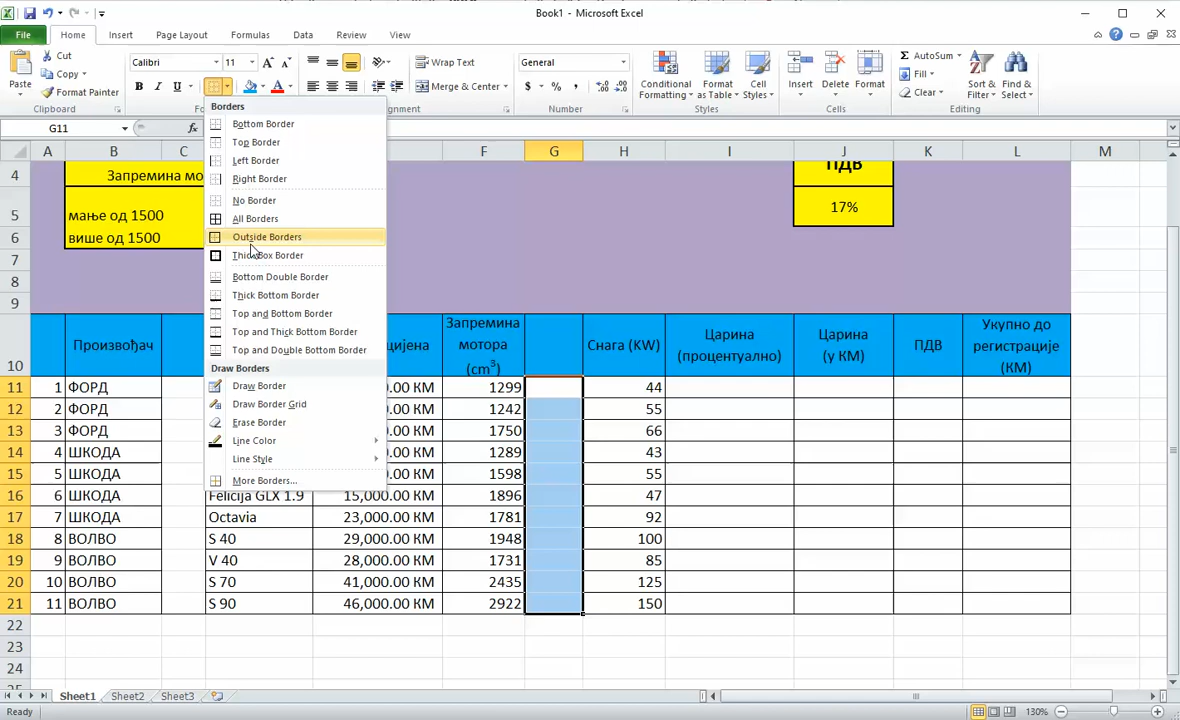 Book1 - Microsoft Excel
File Home Insert Page Layout Formulas Data Review View
Paste Cut Copy Format Painter Clipboard
Calibri 11 B I U
Wrap Text Merge & Center
General $ % , Number
Conditional Formatting Format as Table Cell Styles Styles
Insert Delete Format Cells
AutoSum Fill Clear Sort & Filter Find & Select Editing
G11 fx
Borders
Bottom Border
Top Border
Left Border
Right Border
No Border
All Borders
Outside Borders
Thick Box Border
Bottom Double Border
Thick Bottom Border
Top and Bottom Border
Top and Thick Bottom Border
Top and Double Bottom Border
Draw Borders
Draw Border
Draw Border Grid
Erase Border
Line Color
Line Style
More Borders...
A B C F G H I J K L M
4 Запремина мо ПДВ
5 мање од 1500 17%
6 више од 1500
7
8
9
10 Произвођач цијена Запремина мотора (cm³) Снага (KW) Царина (процентуално) Царина (у КМ) ПДВ Укупно до регистрације (КМ)
11 1 ФОРД 0.00 КМ 1299 44
12 2 ФОРД 0.00 КМ 1242 55
13 3 ФОРД 0.00 КМ 1750 66
14 4 ШКОДА 0.00 КМ 1289 43
15 5 ШКОДА 0.00 КМ 1598 55
16 6 ШКОДА Felicija GLX 1.9 15,000.00 КМ 1896 47
17 7 ШКОДА Octavia 23,000.00 КМ 1781 92
18 8 ВОЛВО S 40 29,000.00 КМ 1948 100
19 9 ВОЛВО V 40 28,000.00 КМ 1731 85
20 10 ВОЛВО S 70 41,000.00 КМ 2435 125
21 11 ВОЛВО S 90 46,000.00 КМ 2922 150
22
23
24
Sheet1 Sheet2 Sheet3
Ready 130%